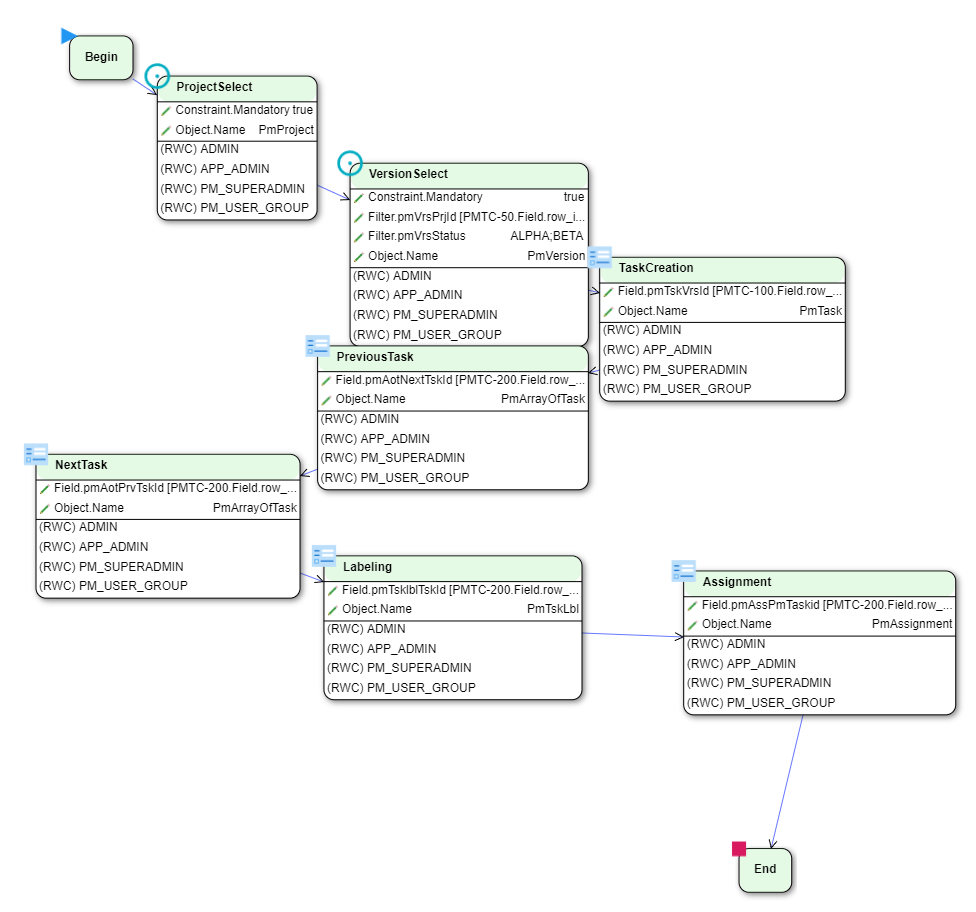 Begin
ProjectSelect
Constraint.Mandatory true
Object.Name PmProject
(RWC) ADMIN
(RWC) APP_ADMIN
(RWC) PM_SUPERADMIN
(RWC) PM_USER_GROUP
VersionSelect
Constraint.Mandatory true
Filter.pmVrsPrjId [PMTC-50.Field.row_i...
Filter.pmVrsStatus ALPHA;BETA
Object.Name PmVersion
(RWC) ADMIN
(RWC) APP_ADMIN
(RWC) PM_SUPERADMIN
(RWC) PM_USER_GROUP
TaskCreation
Field.pmTskVrsId [PMTC-100.Field.row_...
Object.Name PmTask
(RWC) ADMIN
(RWC) APP_ADMIN
(RWC) PM_SUPERADMIN
(RWC) PM_USER_GROUP
PreviousTask
Field.pmAotNextTskId [PMTC-200.Field.row_...
Object.Name PmArrayOfTask
(RWC) ADMIN
(RWC) APP_ADMIN
(RWC) PM_SUPERADMIN
(RWC) PM_USER_GROUP
NextTask
Field.pmAotPrvTskId [PMTC-200.Field.row_...
Object.Name PmArrayOfTask
(RWC) ADMIN
(RWC) APP_ADMIN
(RWC) PM_SUPERADMIN
(RWC) PM_USER_GROUP
Labeling
Field.pmTsklblTskId [PMTC-200.Field.row_...
Object.Name PmTskLbl
(RWC) ADMIN
(RWC) APP_ADMIN
(RWC) PM_SUPERADMIN
(RWC) PM_USER_GROUP
Assignment
Field.pmAssPmTaskid [PMTC-200.Field.row_...
Object.Name PmAssignment
(RWC) ADMIN
(RWC) APP_ADMIN
(RWC) PM_SUPERADMIN
(RWC) PM_USER_GROUP
End